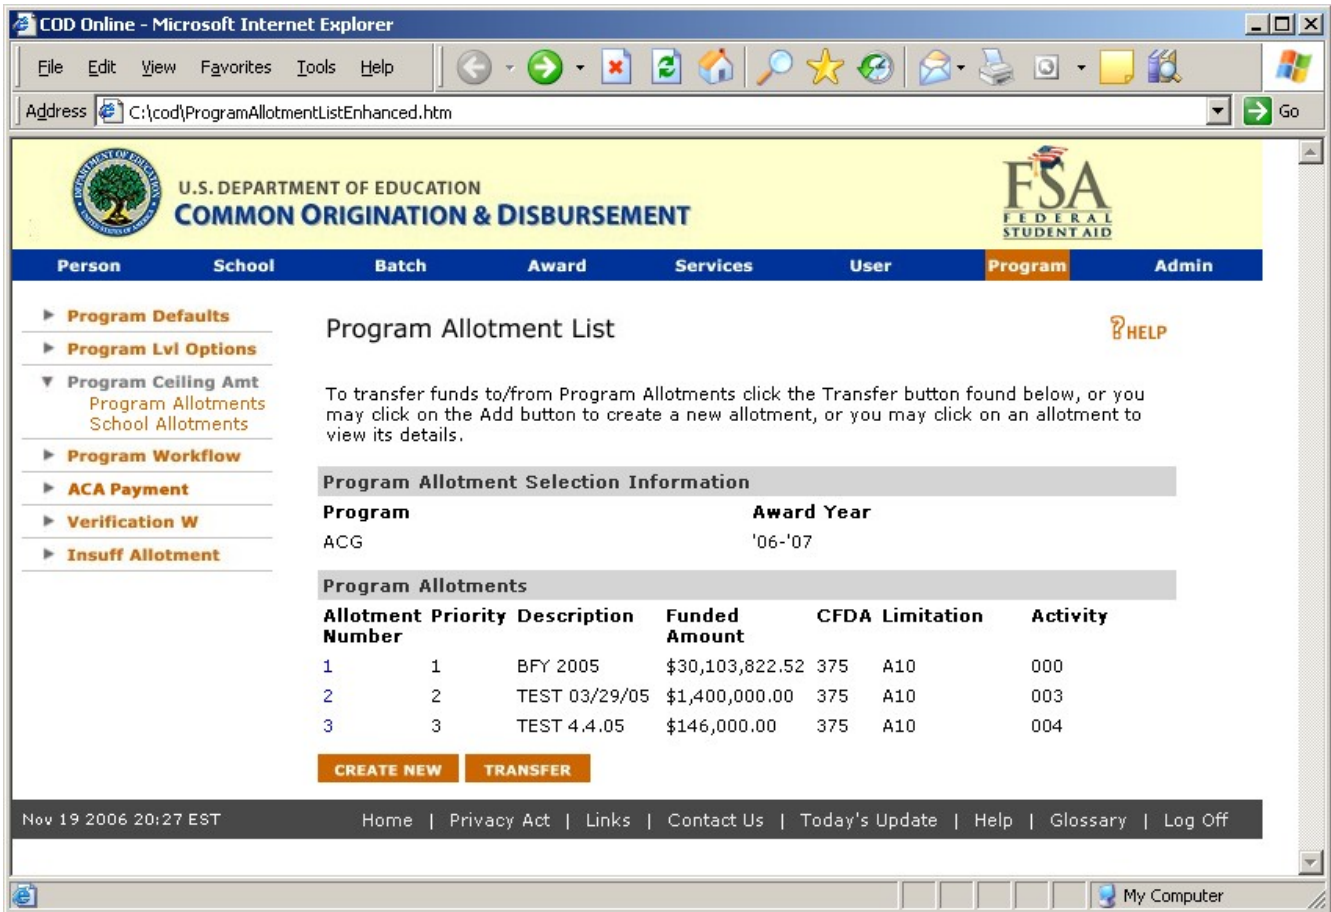 COD Online - Microsoft Internet Explorer
File Edit View Favorites Tools Help
Address C:\cod\ProgramAllotmentListEnhanced.htm Go
U.S. DEPARTMENT OF EDUCATION
COMMON ORIGINATION & DISBURSEMENT
FSA
FEDERAL
STUDENT AID
Person School Batch Award Services User Program Admin
Program Defaults
Program Lvl Options
Program Ceiling Amt
Program Allotments
School Allotments
Program Workflow
ACA Payment
Verification W
Insuff Allotment
Program Allotment List
HELP
To transfer funds to/from Program Allotments click the Transfer button found below, or you
may click on the Add button to create a new allotment, or you may click on an allotment to
view its details.
Program Allotment Selection Information
Program Award Year
ACG '06-'07
Program Allotments
Allotment Priority Description Funded CFDA Limitation Activity
Number Amount
1 1 BFY 2005 $30,103,822.52 375 A10 000
2 2 TEST 03/29/05 $1,400,000.00 375 A10 003
3 3 TEST 4.4.05 $146,000.00 375 A10 004
CREATE NEW TRANSFER
Nov 19 2006 20:27 EST Home | Privacy Act | Links | Contact Us | Today's Update | Help | Glossary | Log Off
My Computer